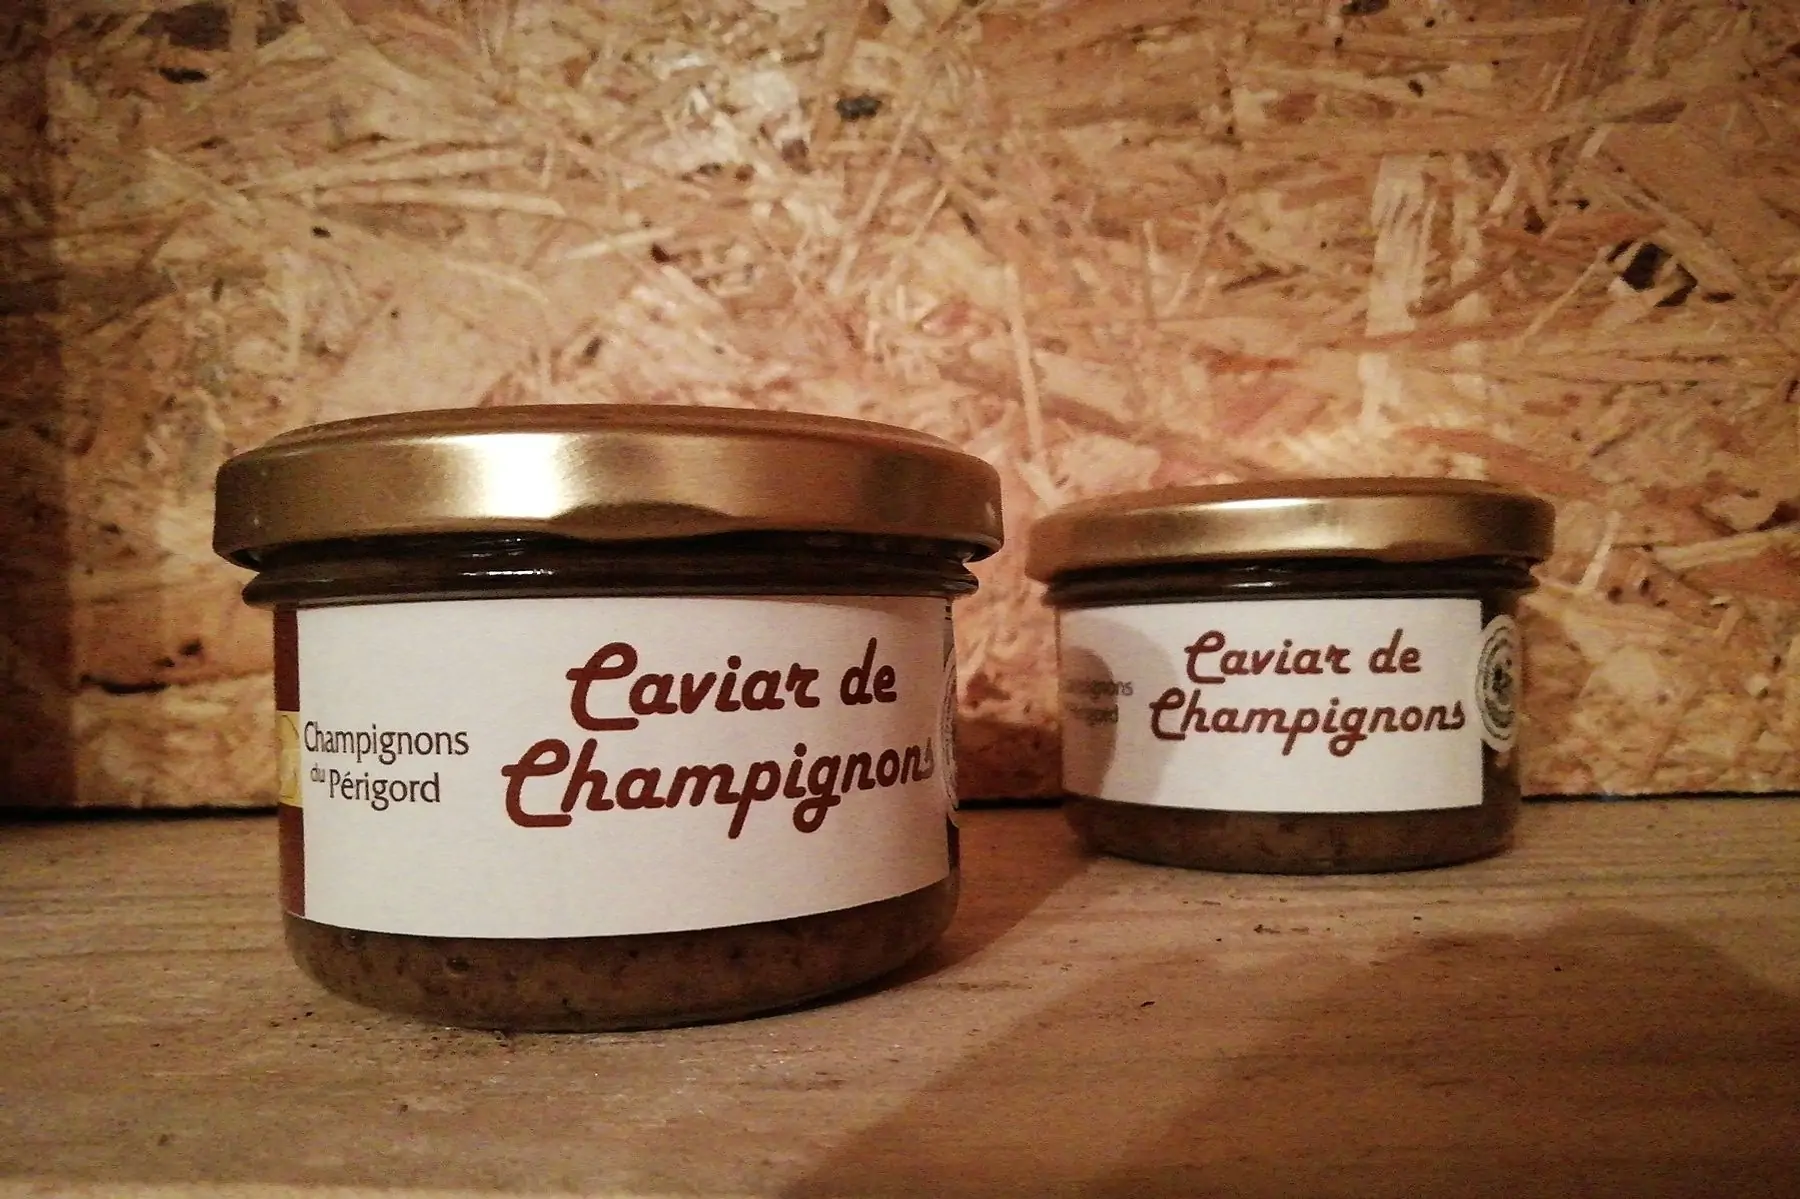 Champignons
du Périgord
Caviar de
Champignons
Caviar de
Champignons